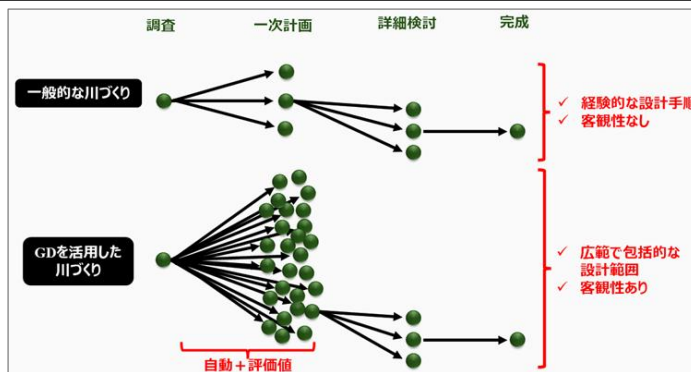 調査 一次計画 詳細検討 完成
一般的な川づくり
✓ 経験的な設計手順
✓ 客観性なし
GDを活用した
川づくり
✓ 広範で包括的な
設計範囲
✓ 客観性あり
自動＋評価値